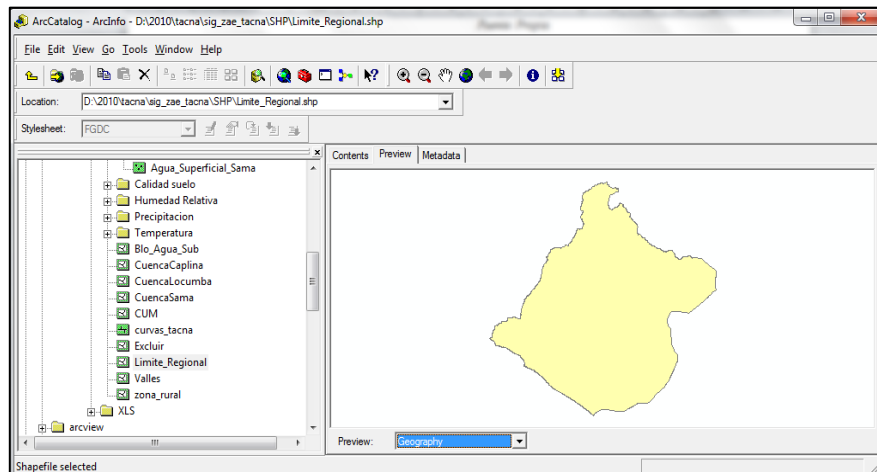 ArcCatalog - ArcInfo - D:\2010\tacna\sig_zae_tacna\SHP\Limite_Regional.shp
File Edit View Go Tools Window Help
Location: D:\2010\tacna\sig_zae_tacna\SHP\Limite_Regional.shp
Stylesheet: FGDC
Contents Preview Metadata
Agua_Superficial_Sama
Calidad suelo
Humedad Relativa
Precipitacion
Temperatura
Blo_Agua_Sub
CuencaCaplina
CuencaLocumba
CuencaSama
CUM
curvas_tacna
Excluir
Limite_Regional
Valles
zona_rural
XLS
arcview
Preview: Geography
Shapefile selected